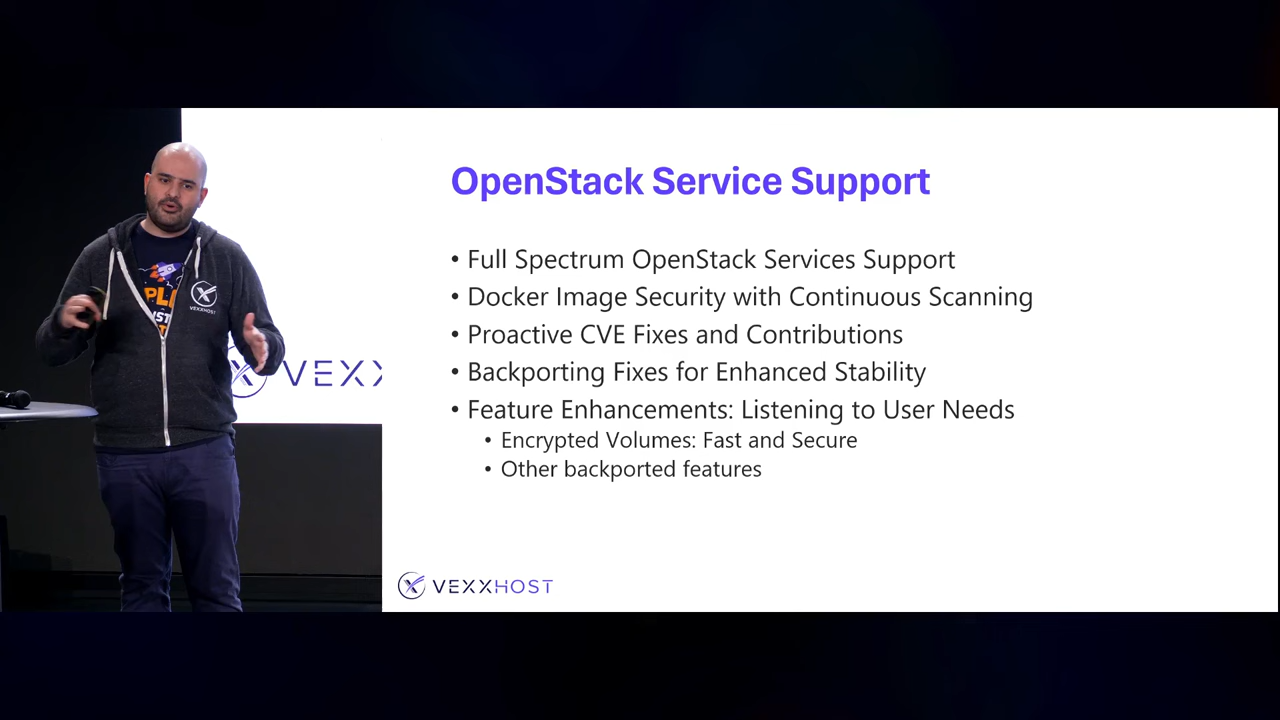 OpenStack Service Support
• Full Spectrum OpenStack Services Support
• Docker Image Security with Continuous Scanning
• Proactive CVE Fixes and Contributions
• Backporting Fixes for Enhanced Stability
• Feature Enhancements: Listening to User Needs
• Encrypted Volumes: Fast and Secure
• Other backported features
VEXXHOST
VEXXHOST
VEXX